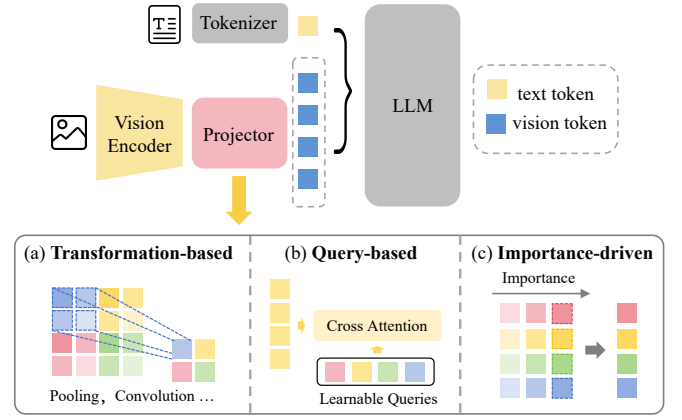 T
Tokenizer
Vision
Encoder
Projector
LLM
text token
vision token
(a) Transformation-based
(b) Query-based
(c) Importance-driven
Pooling, Convolution ...
Cross Attention
Learnable Queries
Importance